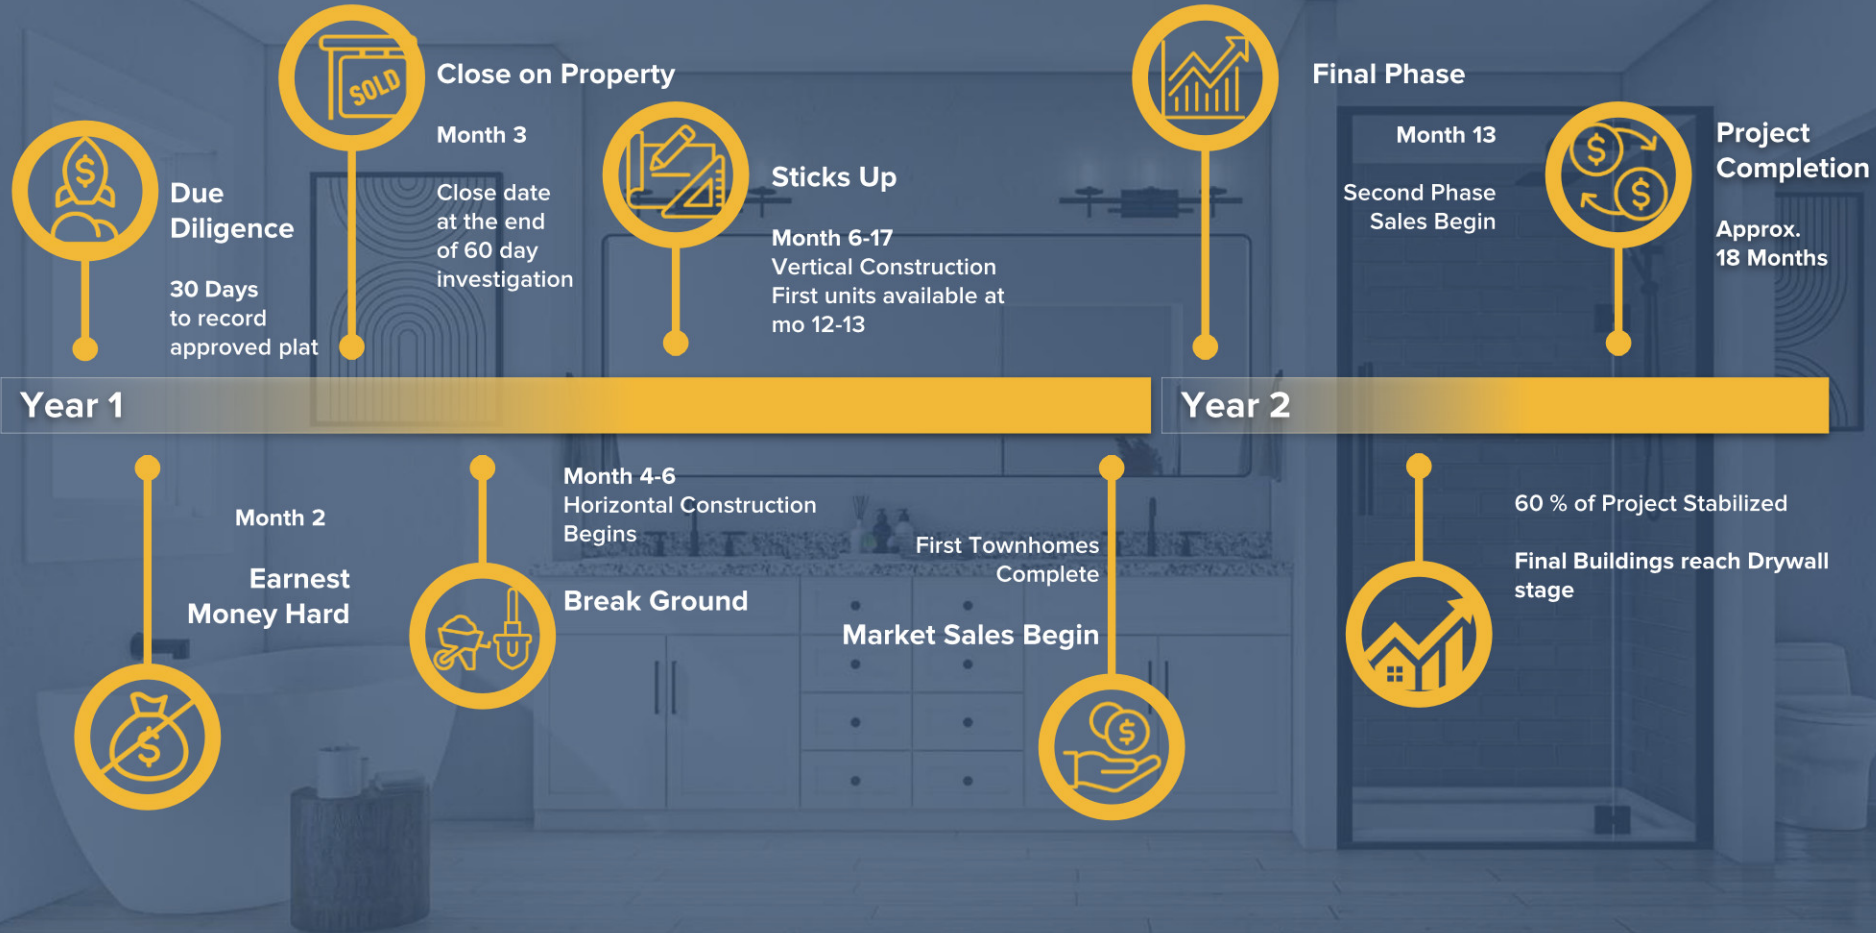 Due
Diligence
30 Days
to record
approved plat
SOLD
Close on Property
Month 3
Close date
at the end
of 60 day
investigation
Sticks Up
Month 6-17
Vertical Construction
First units available at
mo 12-13
Final Phase
Month 13
Second Phase
Sales Begin
$
$
$
Project
Completion
Approx.
18 Months
Year 1
Year 2
Month 2
Earnest
Money Hard
$
Month 4-6
Horizontal Construction
Begins
Break Ground
First Townhomes
Complete
Market Sales Begin
$
60 % of Project Stabilized
Final Buildings reach Drywall
stage